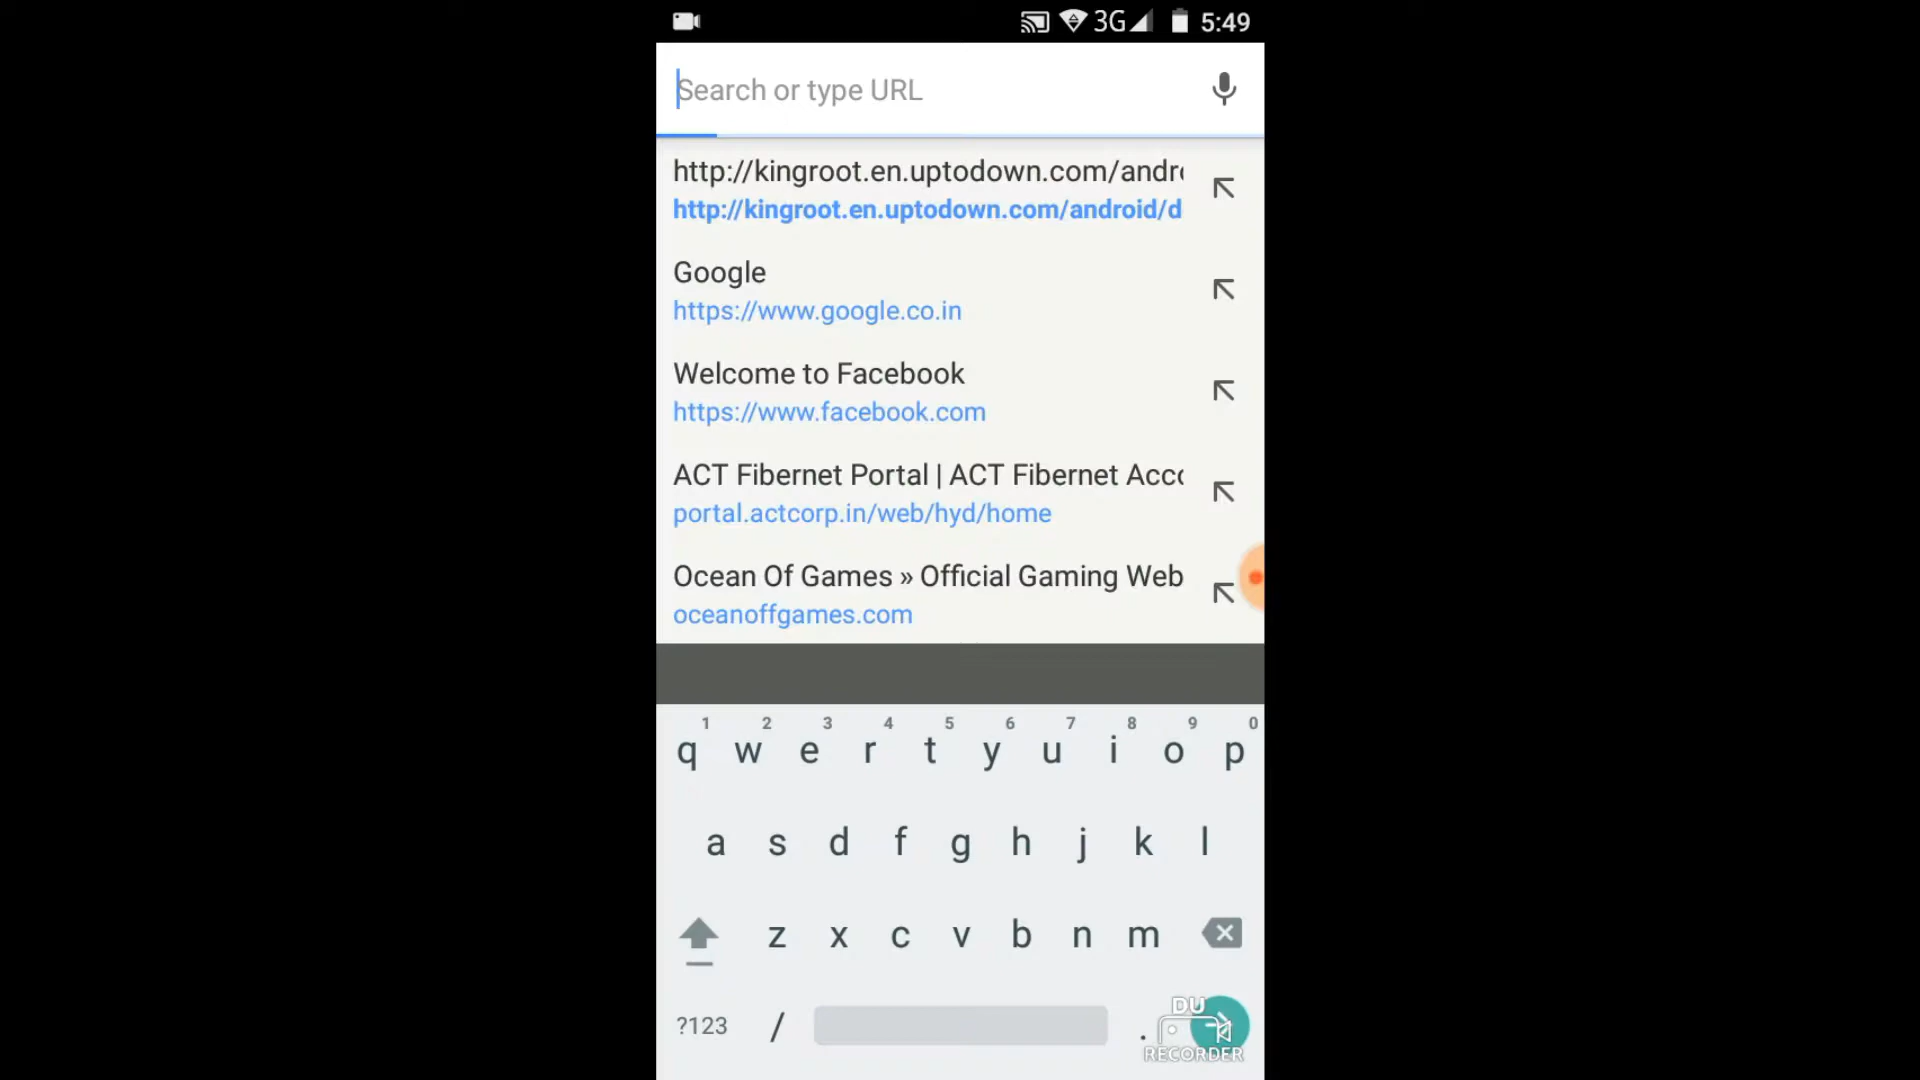 3G 5:49
Search or type URL
http://kingroot.en.uptodown.com/andr
http://kingroot.en.uptodown.com/android/d
Google
https://www.google.co.in
Welcome to Facebook
https://www.facebook.com
ACT Fibernet Portal | ACT Fibernet Acc
portal.actcorp.in/web/hyd/home
Ocean Of Games » Official Gaming Web
oceanoffgames.com
1 2 3 4 5 6 7 8 9 0
q w e r t y u i o p
a s d f g h j k l
z x c v b n m
?123 / .
DU
RECORDER